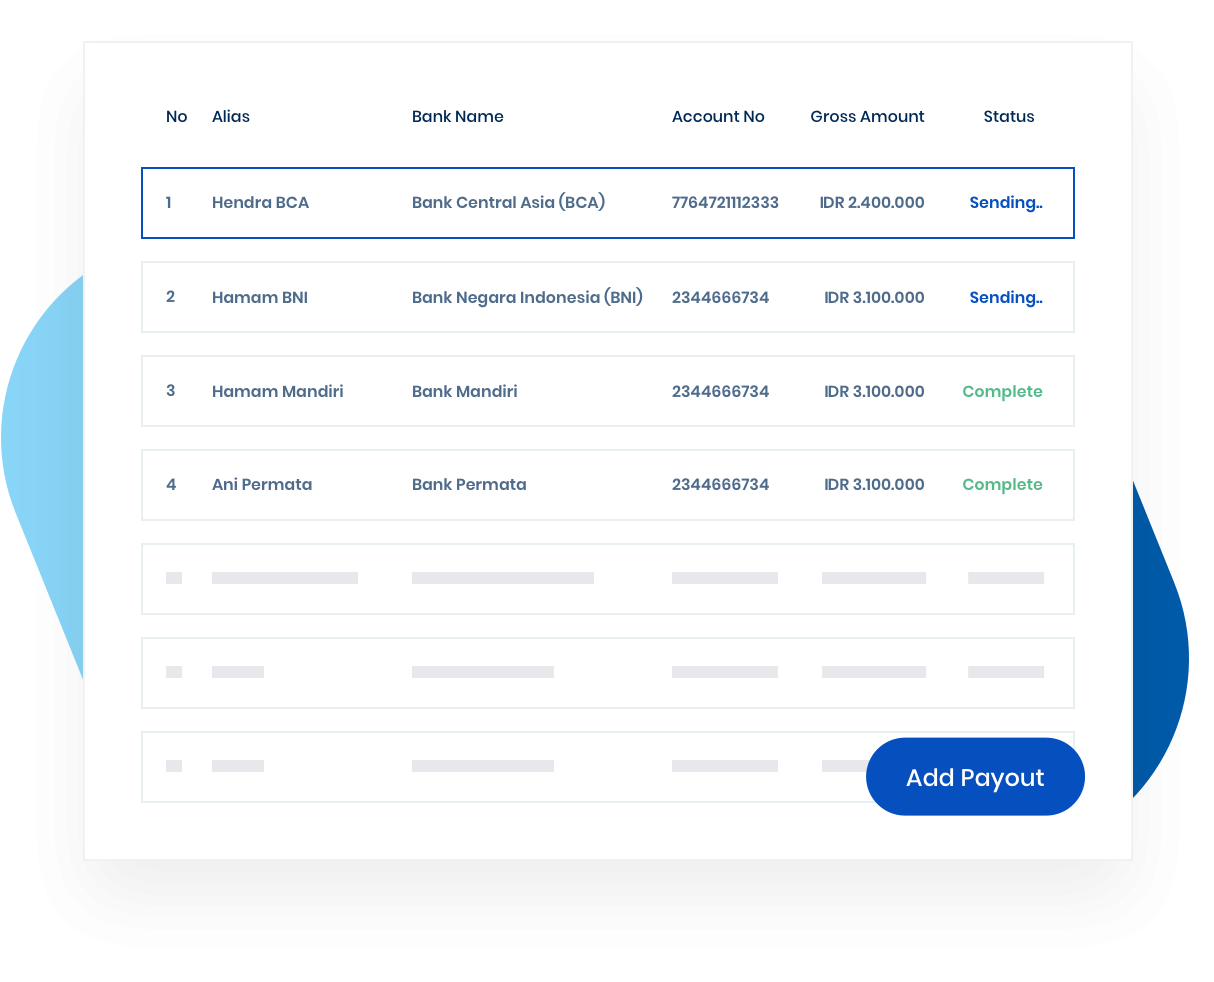 No Alias Bank Name Account No Gross Amount Status
1 Hendra BCA Bank Central Asia (BCA) 7764721112333 IDR 2.400.000 Sending..
2 Hamam BNI Bank Negara Indonesia (BNI) 2344666734 IDR 3.100.000 Sending..
3 Hamam Mandiri Bank Mandiri 2344666734 IDR 3.100.000 Complete
4 Ani Permata Bank Permata 2344666734 IDR 3.100.000 Complete
Add Payout